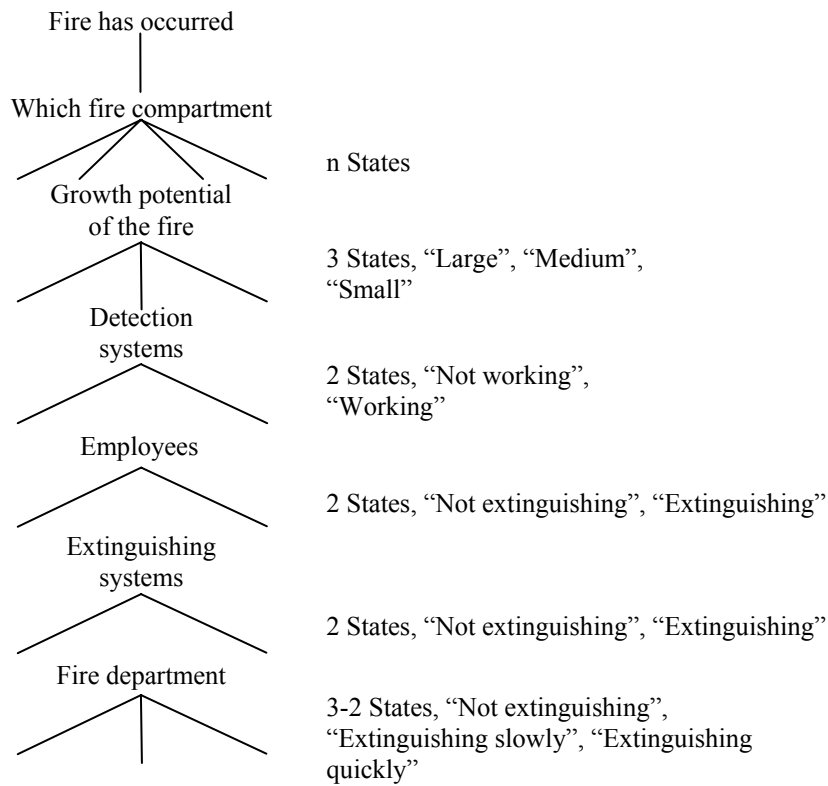 Fire has occurred
Which fire compartment
n States
Growth potential
of the fire
3 States, “Large”, “Medium”,
“Small”
Detection
systems
2 States, “Not working”,
“Working”
Employees
2 States, “Not extinguishing”, “Extinguishing”
Extinguishing
systems
2 States, “Not extinguishing”, “Extinguishing”
Fire department
3-2 States, “Not extinguishing”,
“Extinguishing slowly”, “Extinguishing
quickly”